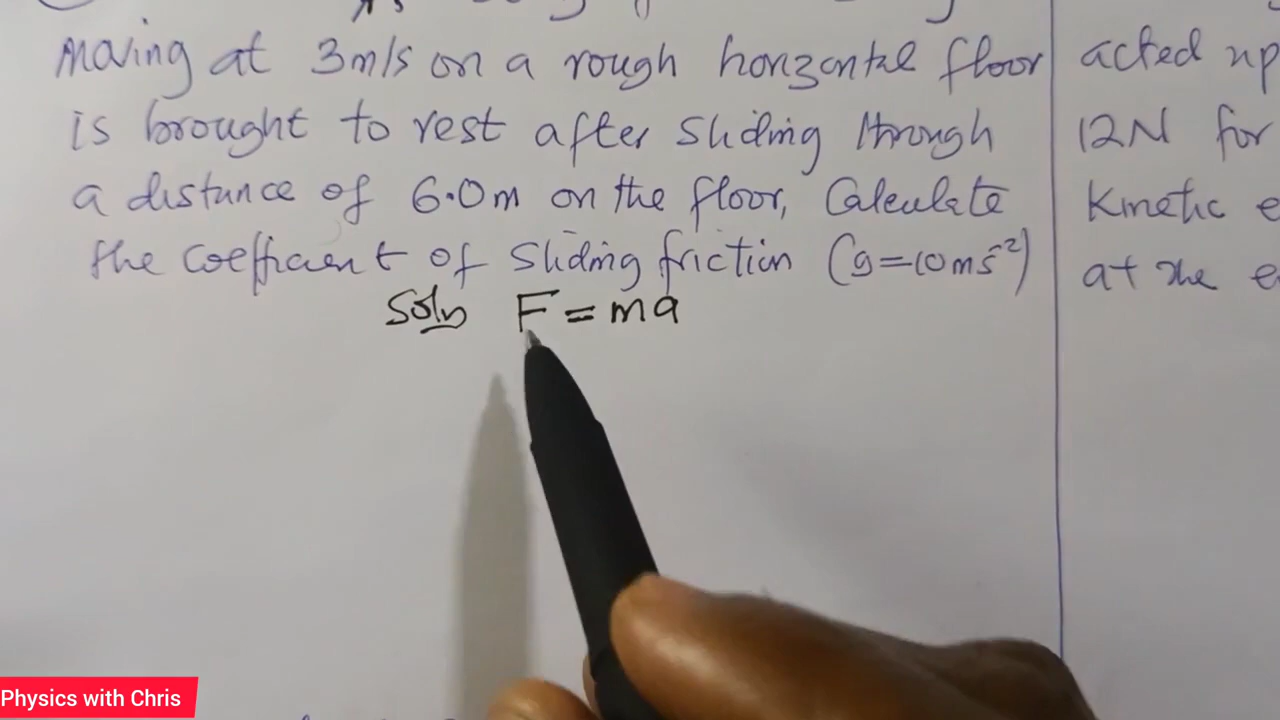 moving at 3m/s on a rough horizontal floor
is brought to rest after sliding through
a distance of 6.0m on the floor, Calculate
the coefficient of sliding friction (g=10ms⁻²)
Soln F = ma
acted up
12N for
Kinetic e
at the e
Physics with Chris